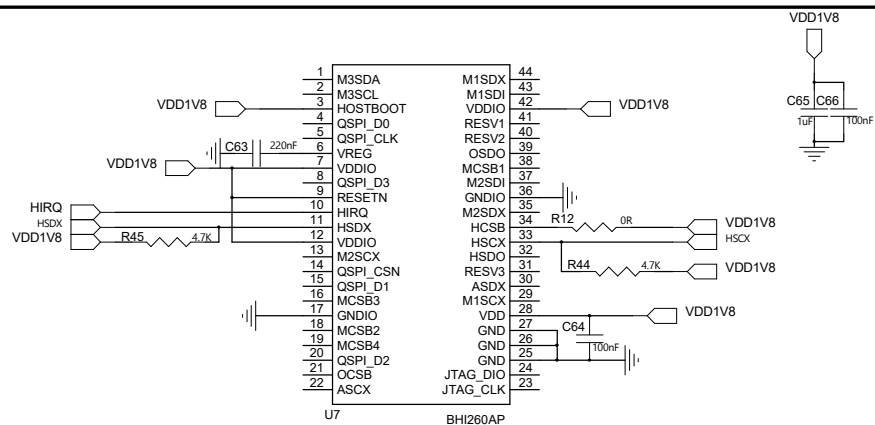 VDD1V8
C65 C66
1uF 100nF
1 M3SDA M1SDX 44
2 M3SCL M1SDI 43
VDD1V8 3 HOSTBOOT VDDIO 42 VDD1V8
4 QSPI_D0 RESV1 41
5 QSPI_CLK RESV2 40
C63 220nF 6 VREG OSDO 39
VDD1V8 7 VDDIO MCSB1 38
8 QSPI_D3 M2SDI 37
9 RESETN GNDIO 36
HIRQ 10 HIRQ M2SDX 35
HSDX 11 HSDX HCSB 34 R12 0R VDD1V8
VDD1V8 R45 4.7K 12 VDDIO HSCX 33 HSCX
13 M2SCX HSDO 32
14 QSPI_CSN RESV3 31 R44 4.7K VDD1V8
15 QSPI_D1 ASDX 30
16 MCSB3 M1SCX 29
17 GNDIO VDD 28 VDD1V8
18 MCSB2 GND 27 C64
19 MCSB4 GND 26 100nF
20 QSPI_D2 GND 25
21 OCSB JTAG_DIO 24
22 ASCX JTAG_CLK 23
U7 BHI260AP